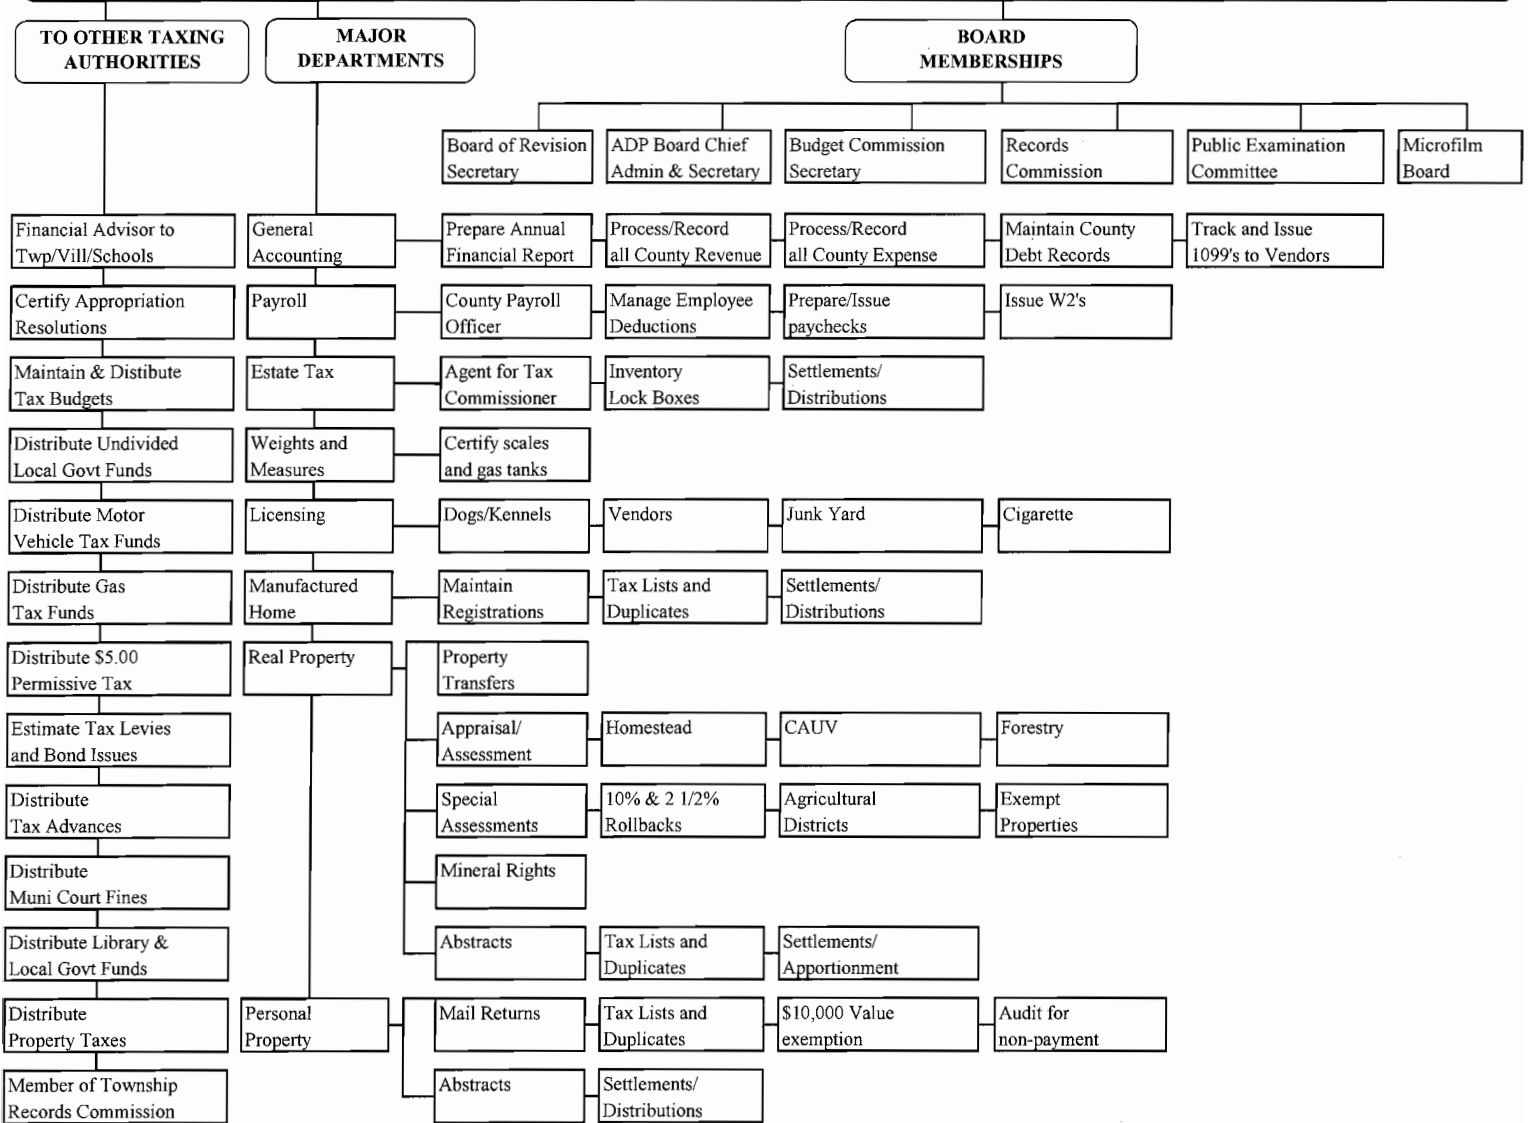 TO OTHER TAXING
AUTHORITIES
MAJOR
DEPARTMENTS
BOARD
MEMBERSHIPS
Board of Revision
Secretary
ADP Board Chief
Admin & Secretary
Budget Commission
Secretary
Records
Commission
Public Examination
Committee
Microfilm
Board
Financial Advisor to
Twp/Vill/Schools
General
Accounting
Prepare Annual
Financial Report
Process/Record
all County Revenue
Process/Record
all County Expense
Maintain County
Debt Records
Track and Issue
1099's to Vendors
Certify Appropriation
Resolutions
Payroll
County Payroll
Officer
Manage Employee
Deductions
Prepare/Issue
paychecks
Issue W2's
Maintain & Distibute
Tax Budgets
Estate Tax
Agent for Tax
Commissioner
Inventory
Lock Boxes
Settlements/
Distributions
Distribute Undivided
Local Govt Funds
Weights and
Measures
Certify scales
and gas tanks
Distribute Motor
Vehicle Tax Funds
Licensing
Dogs/Kennels
Vendors
Junk Yard
Cigarette
Distribute Gas
Tax Funds
Manufactured
Home
Maintain
Registrations
Tax Lists and
Duplicates
Settlements/
Distributions
Distribute $5.00
Permissive Tax
Real Property
Property
Transfers
Estimate Tax Levies
and Bond Issues
Appraisal/
Assessment
Homestead
CAUV
Forestry
Distribute
Tax Advances
Special
Assessments
10% & 2 1/2%
Rollbacks
Agricultural
Districts
Exempt
Properties
Distribute
Muni Court Fines
Mineral Rights
Distribute Library &
Local Govt Funds
Abstracts
Tax Lists and
Duplicates
Settlements/
Apportionment
Distribute
Property Taxes
Personal
Property
Mail Returns
Tax Lists and
Duplicates
$10,000 Value
exemption
Audit for
non-payment
Member of Township
Records Commission
Abstracts
Settlements/
Distributions